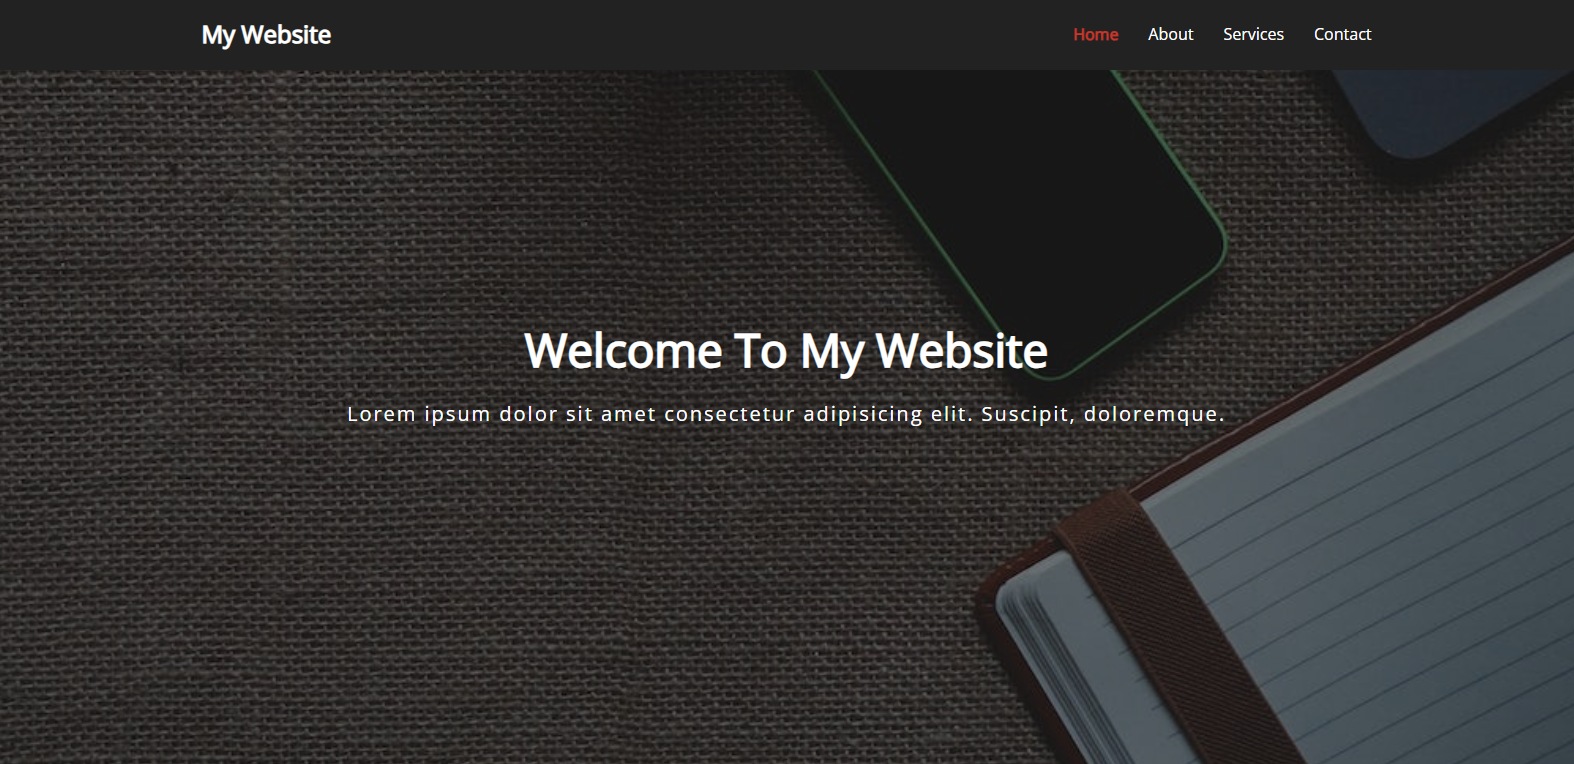 My Website
Home About Services Contact
Welcome To My Website
Lorem ipsum dolor sit amet consectetur adipisicing elit. Suscipit, doloremque.